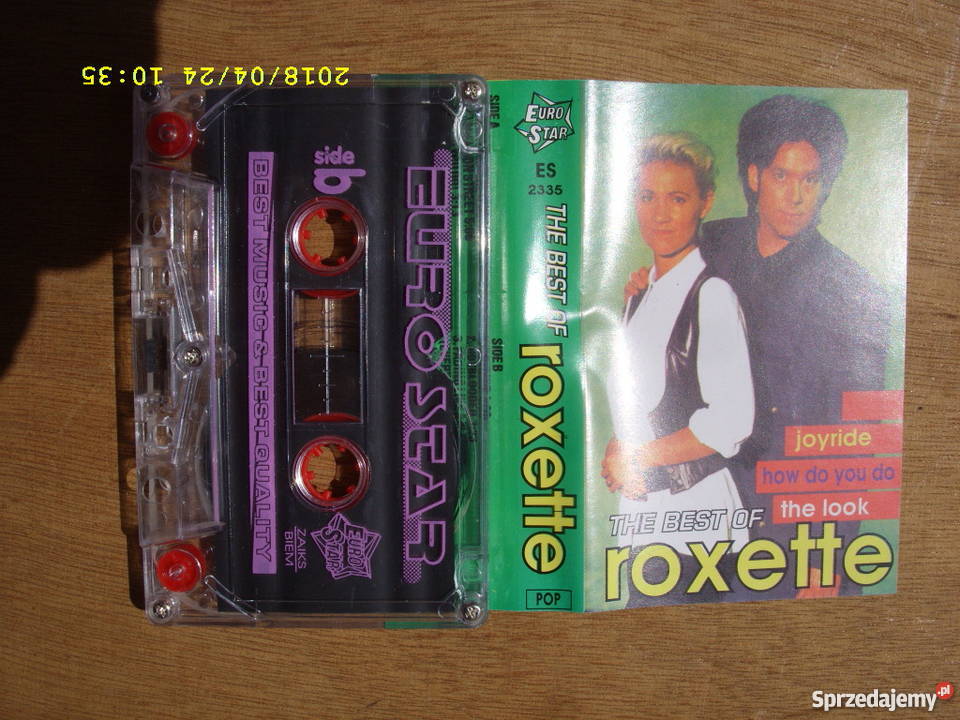 2018/04/24 10:35
side
b
BEST MUSIC & BEST QUALITY
EURO STAR
EURO
STAR
ZAIKS
BIEM
SIDE A
SIDE B
EURO
STAR
ES
2335
THE BEST OF
roxette
POP
joyride
how do you do
the look
THE BEST OF
roxette
Sprzedajemy.pl